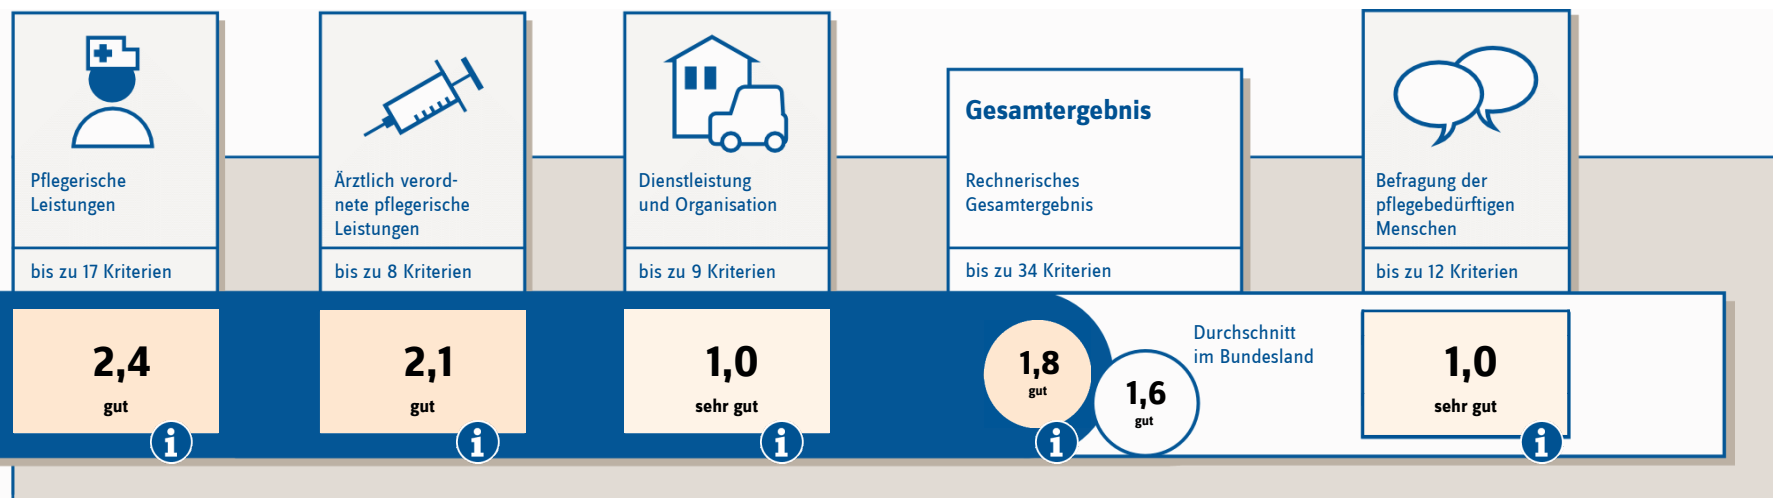 Pflegerische
Leistungen
bis zu 17 Kriterien
2,4
gut
Ärztlich verord-
nete pflegerische
Leistungen
bis zu 8 Kriterien
2,1
gut
Dienstleistung
und Organisation
bis zu 9 Kriterien
1,0
sehr gut
Gesamtergebnis
Rechnerisches
Gesamtergebnis
bis zu 34 Kriterien
1,8
gut
Durchschnitt
im Bundesland
1,6
gut
Befragung der
pflegebedürftigen
Menschen
bis zu 12 Kriterien
1,0
sehr gut